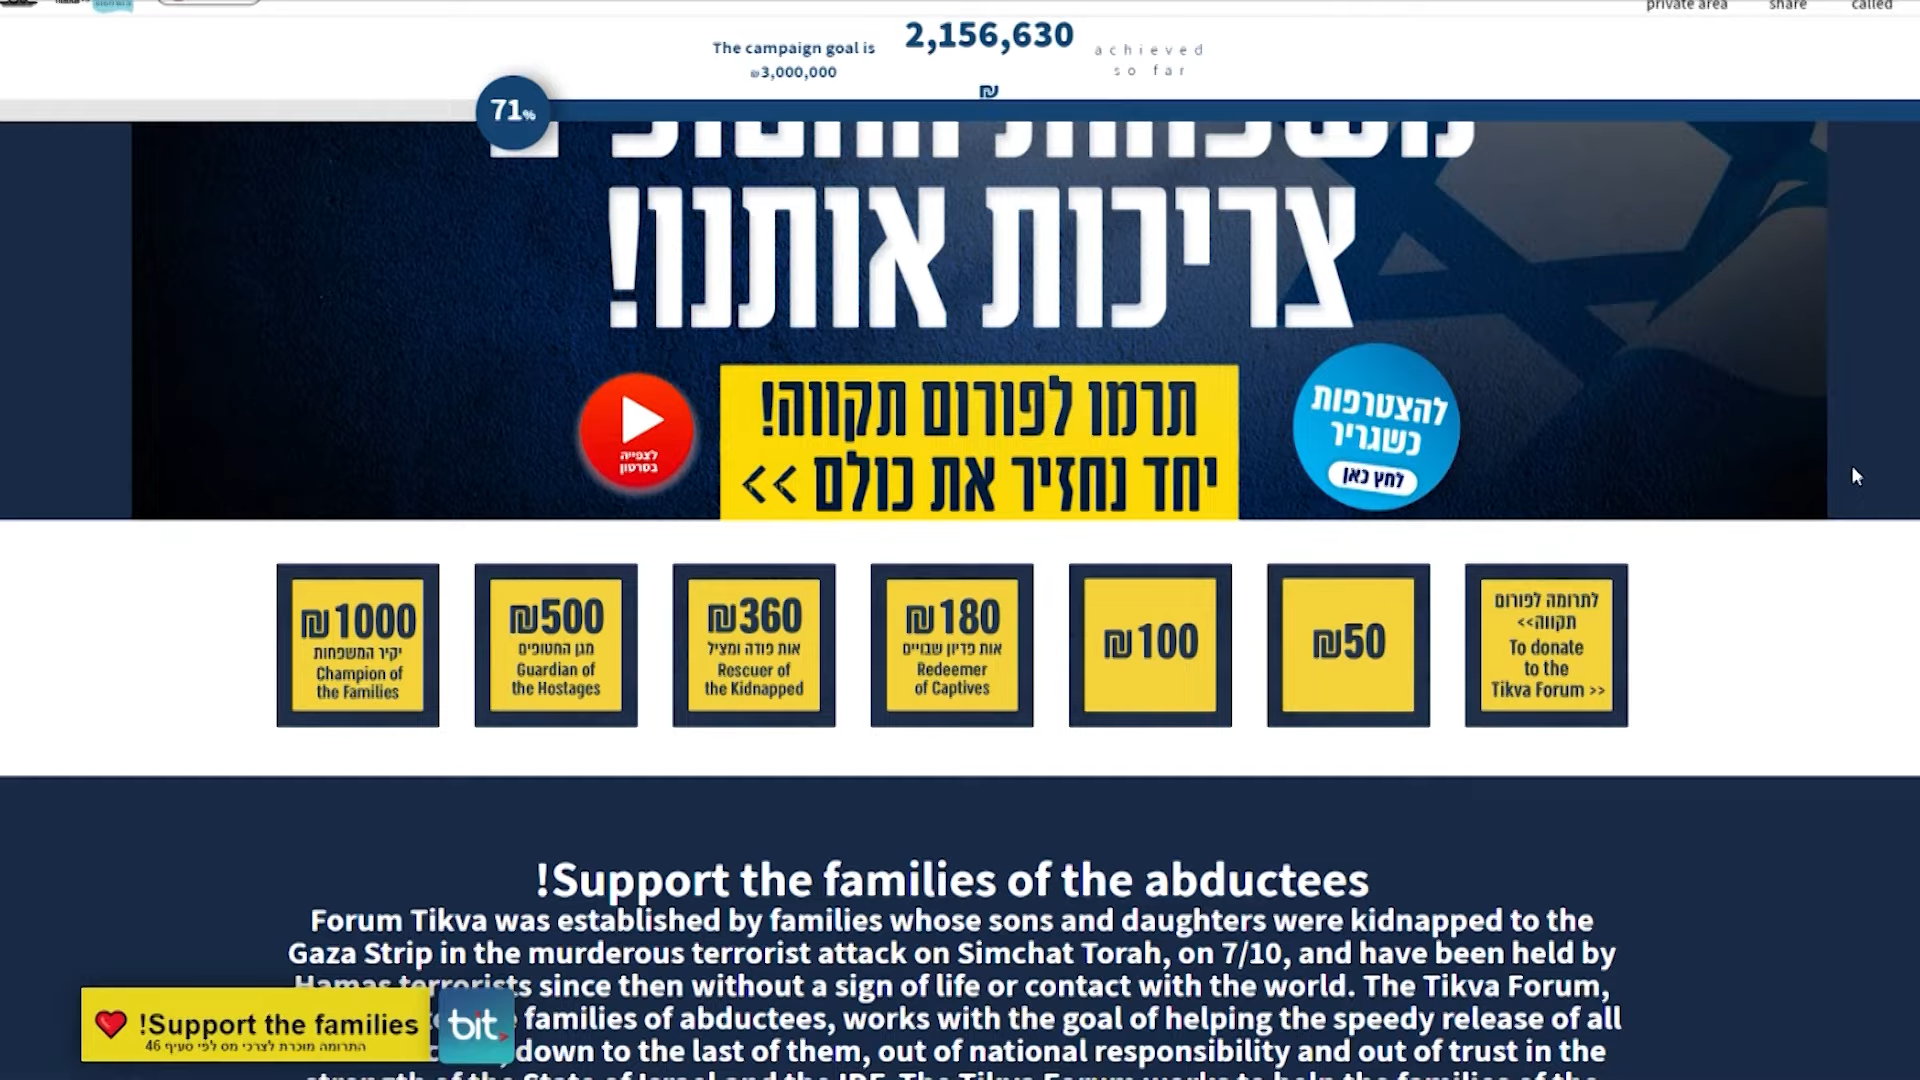 private area
share
called
The campaign goal is
₪3,000,000
2,156,630
₪
achieved
so far
71%
צריכות אותנו!
לצפייה
בסרטון
תרמו לפורום תקווה!
יחד נחזיר את כולם >>
להצטרפות
כשגריר
לחץ כאן
₪1000
יקיר המשפחות
Champion of
the Families
₪500
מגן החטופים
Guardian of
the Hostages
₪360
אות פודה ומציל
Rescuer of
the Kidnapped
₪180
אות פדיון שבויים
Redeemer
of Captives
₪100
₪50
לתרומה לפורום
תקווה>>
To donate
to the
Tikva Forum >>
!Support the families of the abductees
Forum Tikva was established by families whose sons and daughters were kidnapped to the
Gaza Strip in the murderous terrorist attack on Simchat Torah, on 7/10, and have been held by
Hamas terrorists since then without a sign of life or contact with the world. The Tikva Forum,
families of abductees, works with the goal of helping the speedy release of all
down to the last of them, out of national responsibility and out of trust in the
!Support the families
התרומה מוכרת לצרכי מס לפי סעיף 46
bit